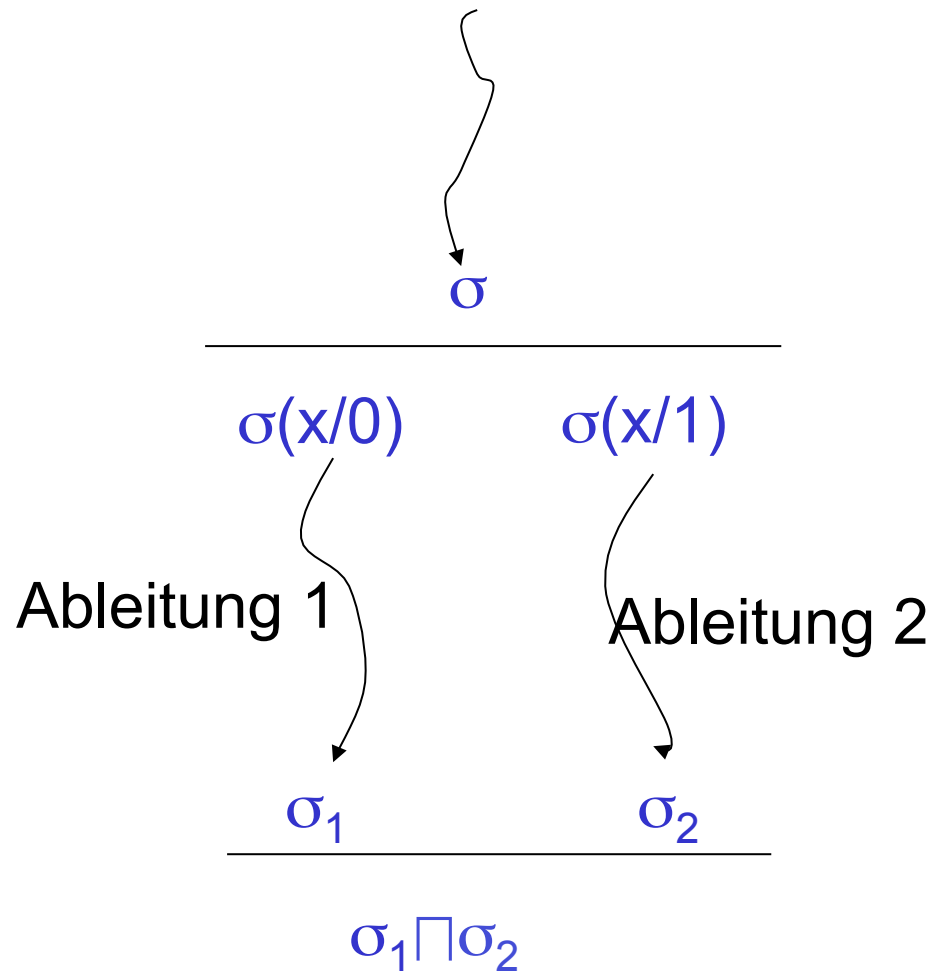 σ
σ(x/0) σ(x/1)
Ableitung 1 Ableitung 2
σ₁ σ₂
σ₁⊓σ₂